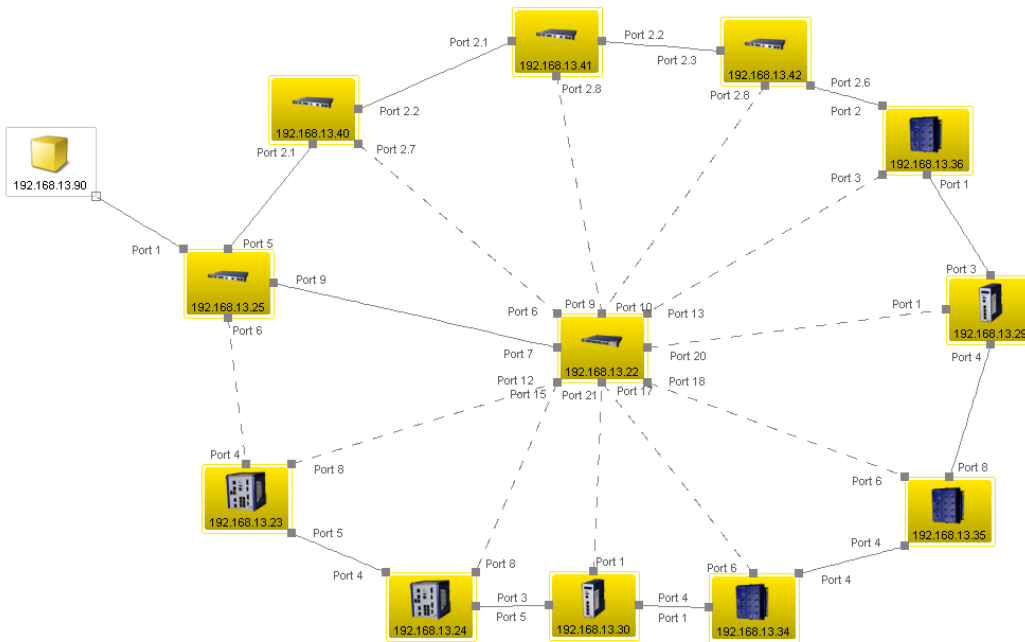 Port 2.1
192.168.13.41
Port 2.2
Port 2.3
Port 2.8
192.168.13.42
Port 2.8
Port 2.6
Port 2
192.168.13.40
Port 2.2
Port 2.1
Port 2.7
192.168.13.36
Port 3
Port 1
192.168.13.90
Port 1
Port 5
192.168.13.25
Port 9
Port 6
Port 3
Port 1
192.168.13.29
Port 4
Port 6
Port 9
Port 10
Port 13
Port 7
192.168.13.22
Port 20
Port 12
Port 15
Port 21
Port 17
Port 18
Port 4
Port 8
192.168.13.23
Port 5
Port 8
Port 6
192.168.13.35
Port 4
Port 4
Port 8
192.168.13.24
Port 3
Port 5
Port 1
192.168.13.30
Port 4
Port 1
Port 6
192.168.13.34
Port 4